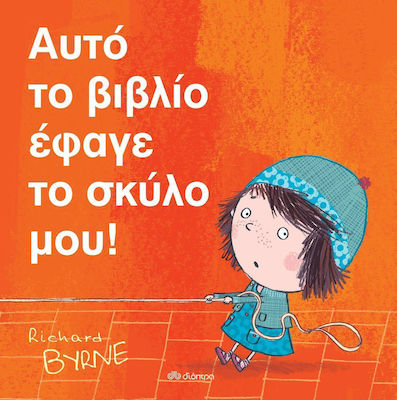 Αυτό
το βιβλίο
έφαγε
το σκύλο
μου!
Richard
BYRNE
διόπτρα